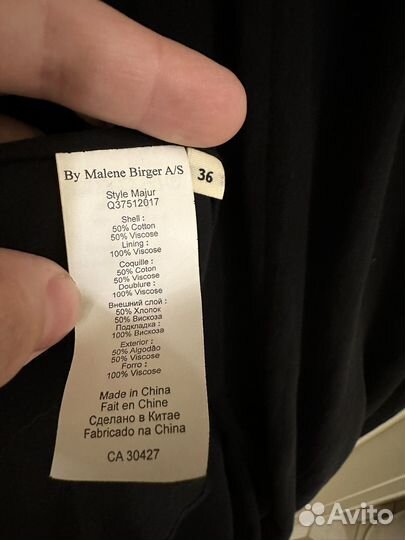 By Malene Birger A/S
36
Style Majur
Q37512017
Shell :
50% Cotton
50% Viscose
Lining :
100% Viscose
Coquille :
50% Coton
50% Viscose
Doublure :
100% Viscose
Внешний слой :
50% Хлопок
50% Вискоза
Подкладка :
100% Вискоза
Exterior :
50% Algodão
50% Viscose
Forro :
100% Viscose
Made in China
Fait en Chine
Сделано в Китае
Fabricado na China
CA 30427
Avito